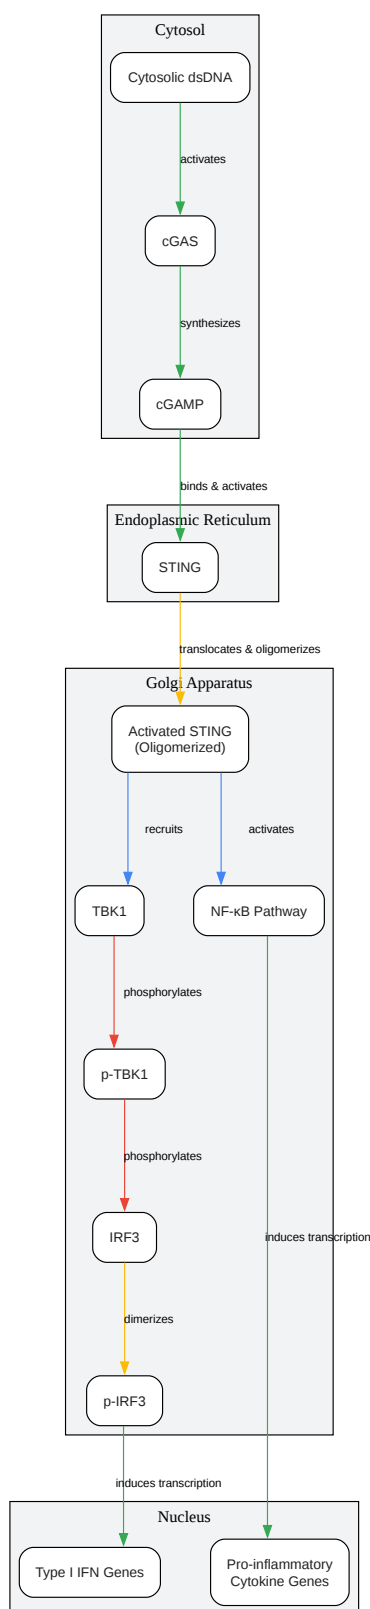 Cytosol
Cytosolic dsDNA
activates
cGAS
synthesizes
cGAMP
binds & activates
Endoplasmic Reticulum
STING
translocates & oligomerizes
Golgi Apparatus
Activated STING
(Oligomerized)
recruits
activates
TBK1
NF-κB Pathway
phosphorylates
p-TBK1
phosphorylates
IRF3
induces transcription
dimerizes
p-IRF3
induces transcription
Nucleus
Type I IFN Genes
Pro-inflammatory
Cytokine Genes